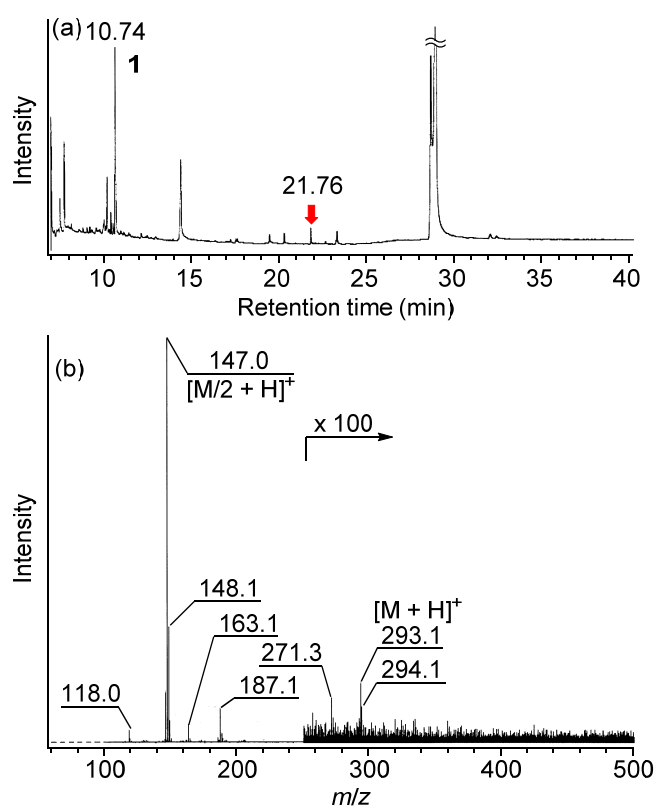 (a) 10.74
1
21.76
Intensity
10 15 20 25 30 35 40
Retention time (min)
(b)
147.0
[M/2 + H]⁺
x 100
148.1
163.1
[M + H]⁺
271.3
293.1
118.0
187.1
294.1
Intensity
100 200 300 400 500
m/z